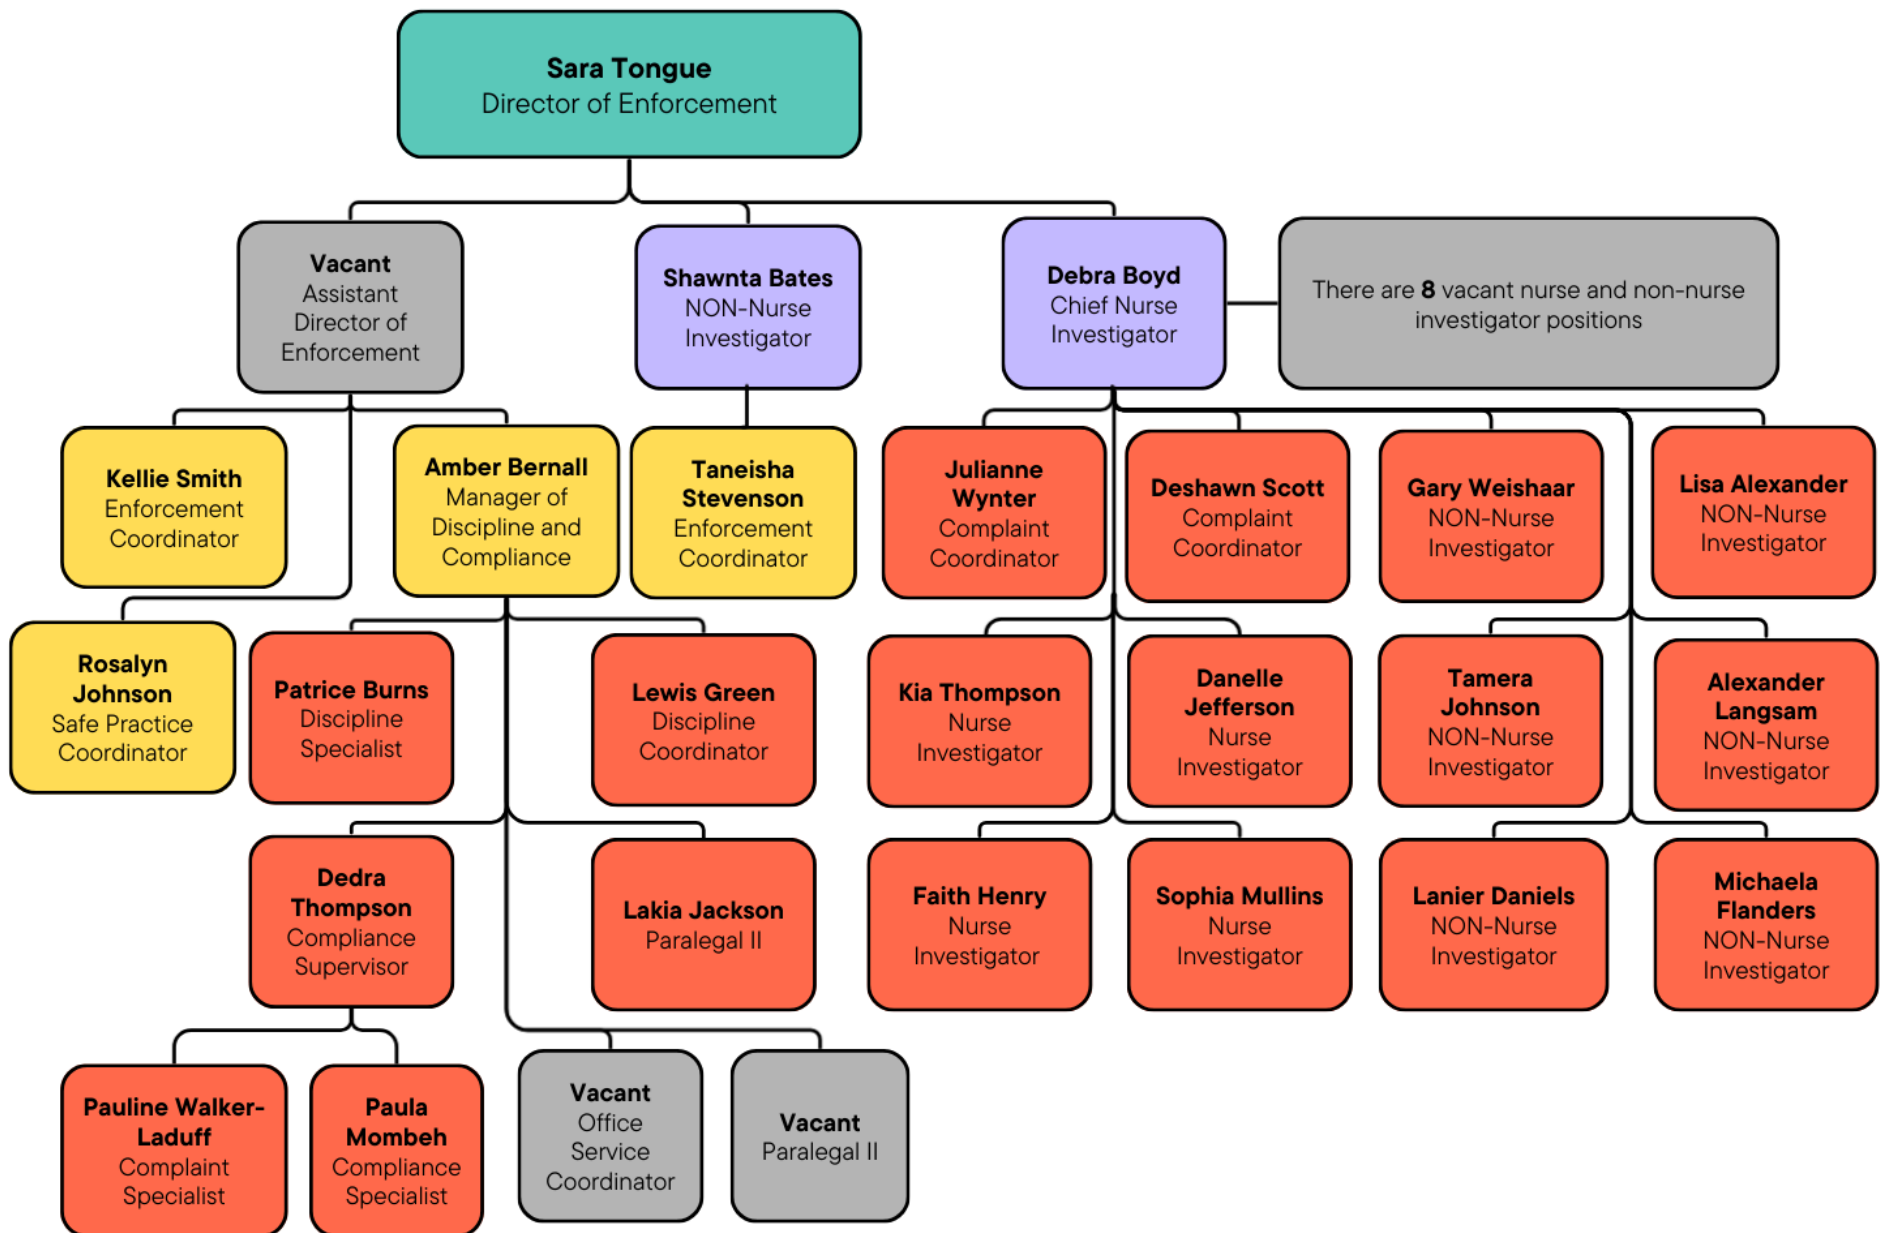 Sara Tongue
Director of Enforcement
Vacant
Assistant
Director of
Enforcement
Shawnta Bates
NON-Nurse
Investigator
Debra Boyd
Chief Nurse
Investigator
There are 8 vacant nurse and non-nurse
investigator positions
Kellie Smith
Enforcement
Coordinator
Amber Bernall
Manager of
Discipline and
Compliance
Taneisha
Stevenson
Enforcement
Coordinator
Julianne
Wynter
Complaint
Coordinator
Deshawn Scott
Complaint
Coordinator
Gary Weishaar
NON-Nurse
Investigator
Lisa Alexander
NON-Nurse
Investigator
Rosalyn
Johnson
Safe Practice
Coordinator
Patrice Burns
Discipline
Specialist
Lewis Green
Discipline
Coordinator
Kia Thompson
Nurse
Investigator
Danelle
Jefferson
Nurse
Investigator
Tamera
Johnson
NON-Nurse
Investigator
Alexander
Langsam
NON-Nurse
Investigator
Dedra
Thompson
Compliance
Supervisor
Lakia Jackson
Paralegal II
Faith Henry
Nurse
Investigator
Sophia Mullins
Nurse
Investigator
Lanier Daniels
NON-Nurse
Investigator
Michaela
Flanders
NON-Nurse
Investigator
Pauline Walker-
Laduff
Complaint
Specialist
Paula
Mombeh
Compliance
Specialist
Vacant
Office
Service
Coordinator
Vacant
Paralegal II